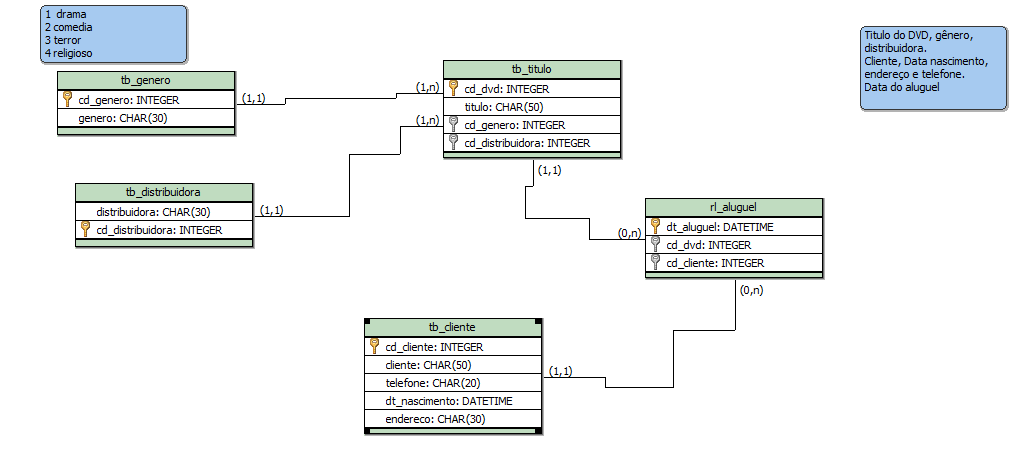 1 drama
2 comedia
3 terror
4 religioso
Titulo do DVD, gênero,
distribuidora.
Cliente, Data nascimento,
endereço e telefone.
Data do aluguel
tb_genero
cd_genero: INTEGER
genero: CHAR(30)
(1,1)
(1,n)
tb_titulo
cd_dvd: INTEGER
titulo: CHAR(50)
cd_genero: INTEGER
cd_distribuidora: INTEGER
(1,n)
(1,1)
tb_distribuidora
distribuidora: CHAR(30)
cd_distribuidora: INTEGER
(1,1)
rl_aluguel
dt_aluguel: DATETIME
cd_dvd: INTEGER
cd_cliente: INTEGER
(0,n)
(0,n)
tb_cliente
cd_cliente: INTEGER
cliente: CHAR(50)
telefone: CHAR(20)
dt_nascimento: DATETIME
endereco: CHAR(30)
(1,1)